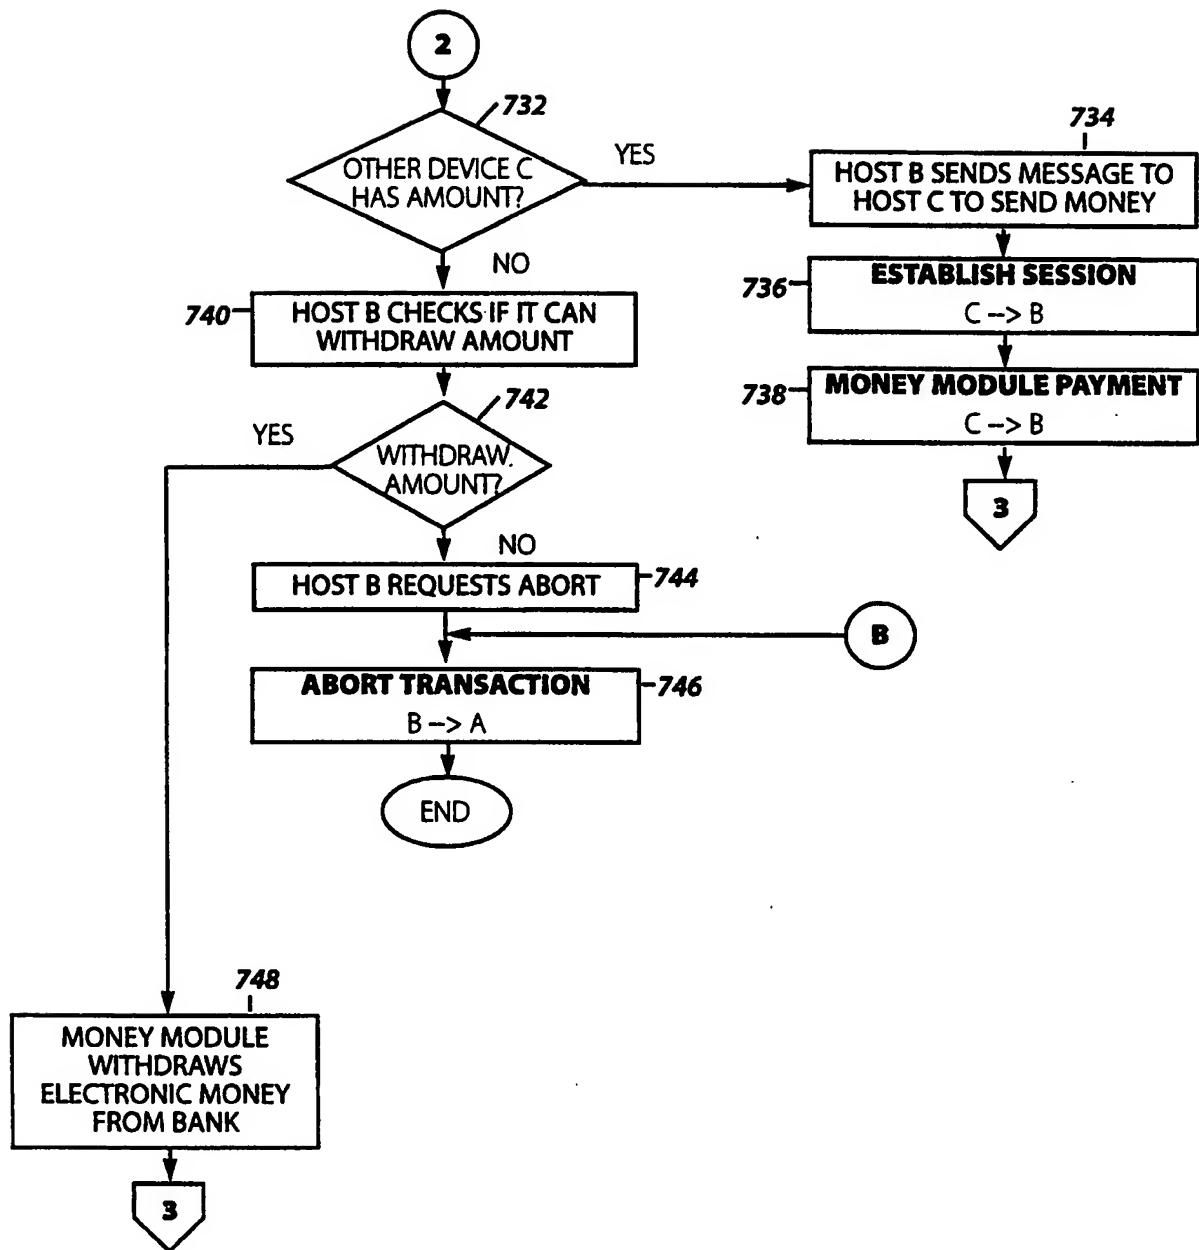 2
732
OTHER DEVICE C
HAS AMOUNT?
YES
734
HOST B SENDS MESSAGE TO
HOST C TO SEND MONEY
NO
736
ESTABLISH SESSION
C --> B
740
HOST B CHECKS IF IT CAN
WITHDRAW AMOUNT
738
MONEY MODULE PAYMENT
C --> B
742
YES
WITHDRAW
AMOUNT?
3
NO
HOST B REQUESTS ABORT
744
B
ABORT TRANSACTION
B --> A
746
END
748
MONEY MODULE
WITHDRAWS
ELECTRONIC MONEY
FROM BANK
3